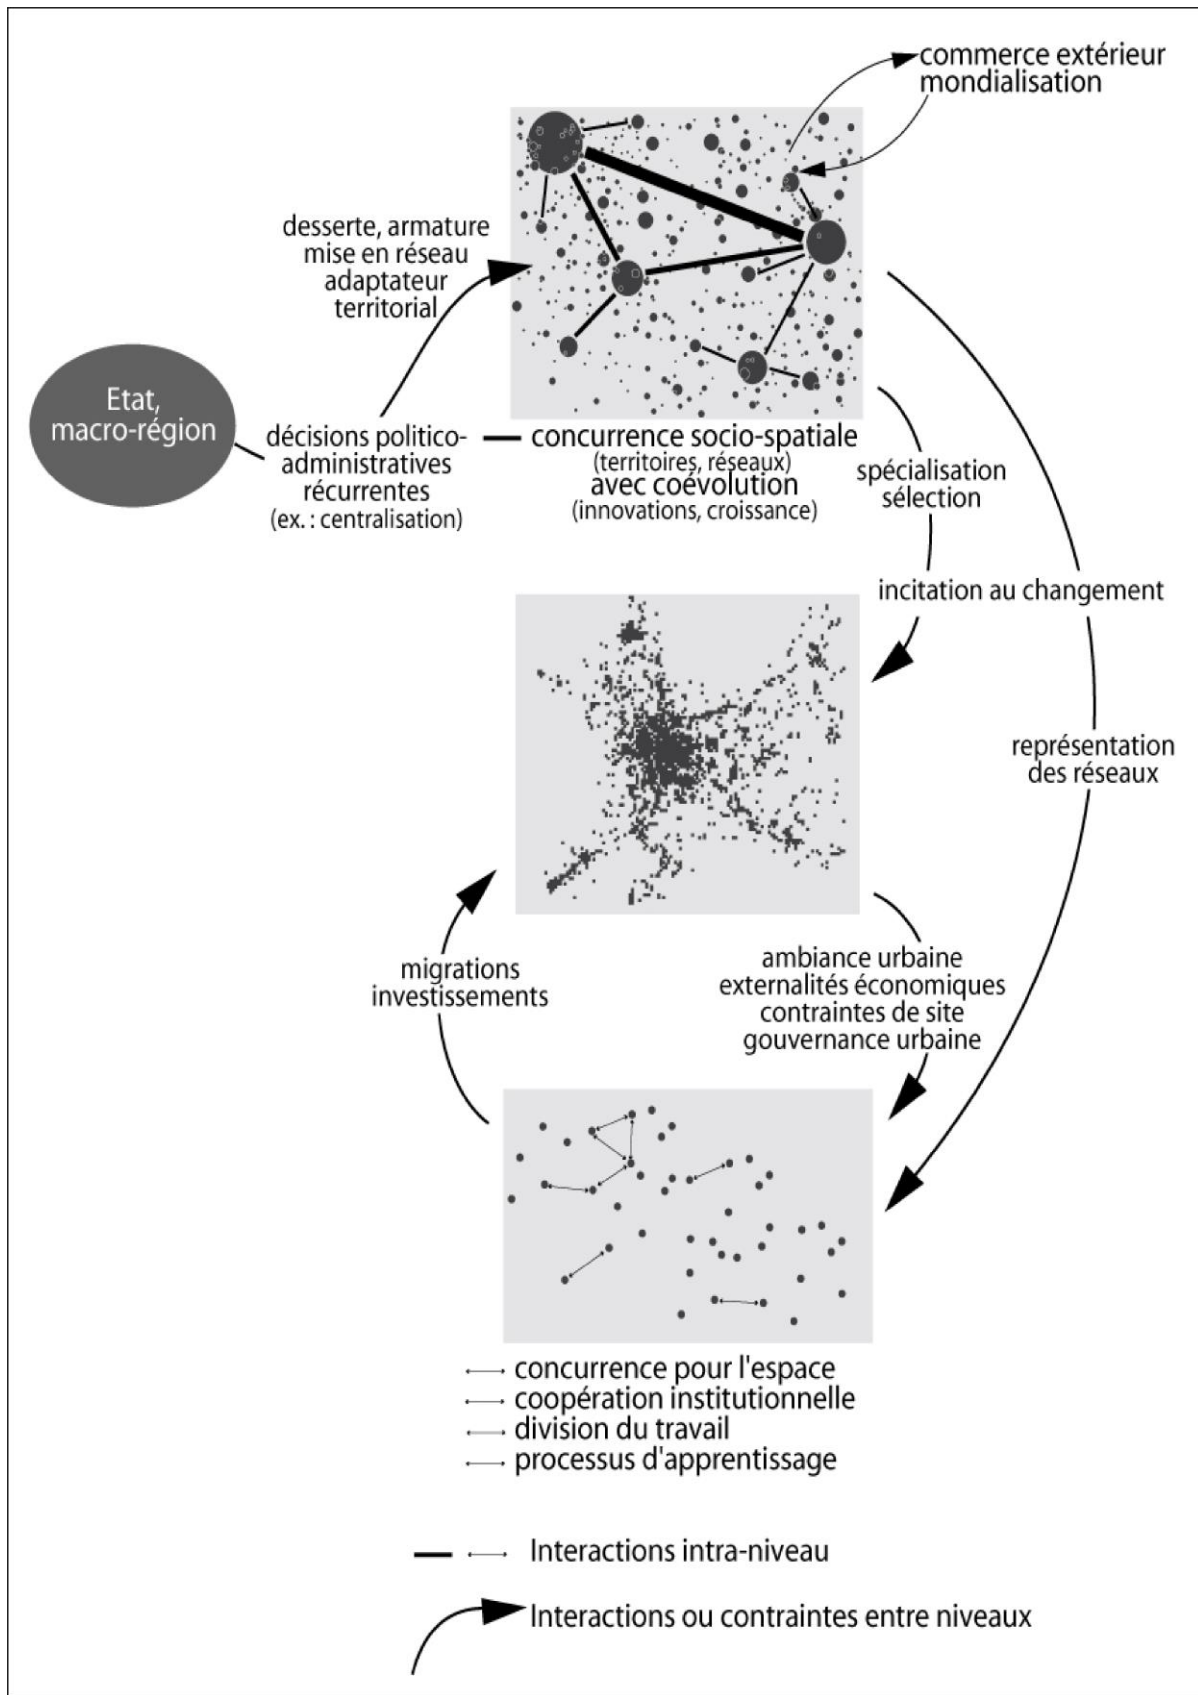 commerce extérieur
mondialisation
desserte, armature
mise en réseau
adaptateur
territorial
Etat,
macro-région
décisions politico-
administratives
récurrentes
(ex. : centralisation)
concurrence socio-spatiale
(territoires, réseaux)
avec coévolution
(innovations, croissance)
spécialisation
sélection
incitation au changement
représentation
des réseaux
migrations
investissements
ambiance urbaine
externalités économiques
contraintes de site
gouvernance urbaine
concurrence pour l'espace
coopération institutionnelle
division du travail
processus d'apprentissage
Interactions intra-niveau
Interactions ou contraintes entre niveaux